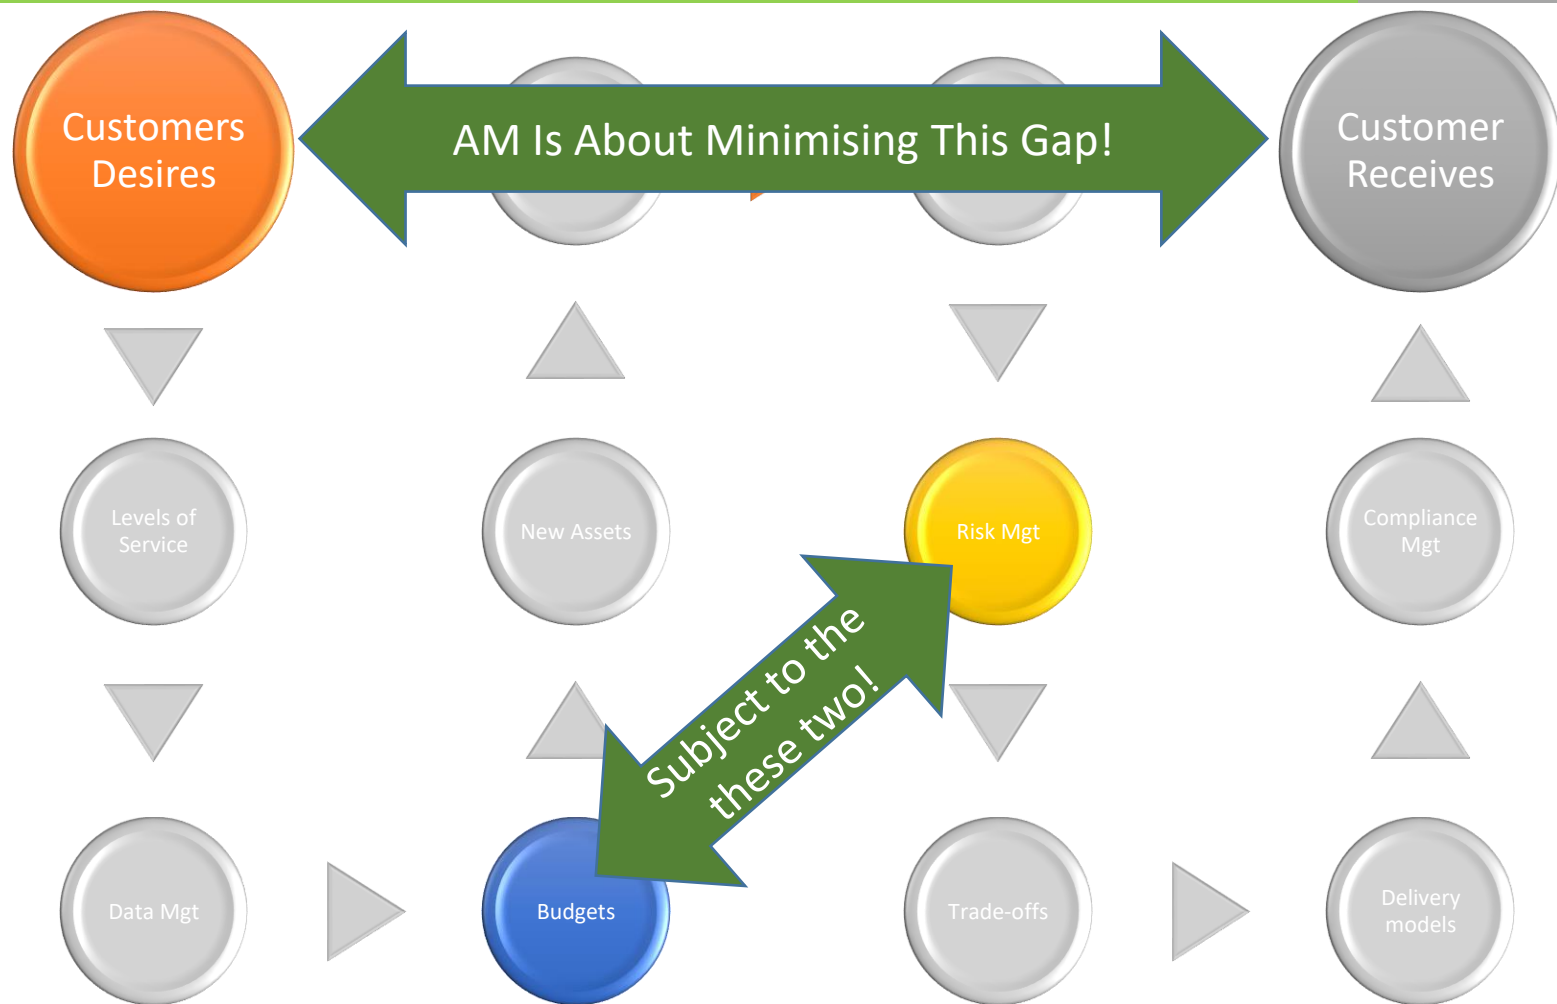 Customers
Desires
AM Is About Minimising This Gap!
Customer
Receives
Levels of
Service
New Assets
Risk Mgt
Compliance
Mgt
Subject to the
these two!
Data Mgt
Budgets
Trade-offs
Delivery
models